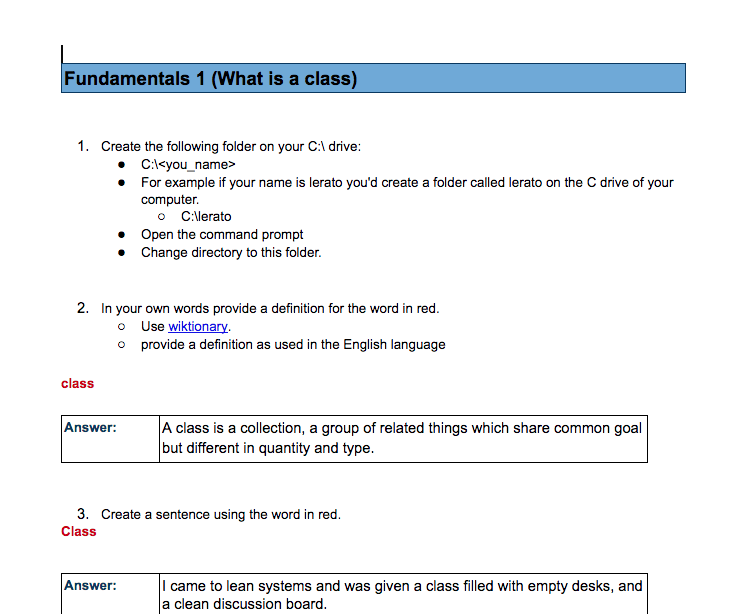 Fundamentals 1 (What is a class)
1. Create the following folder on your C:\ drive:
● C:\<you_name>
● For example if your name is lerato you'd create a folder called lerato on the C drive of your
computer.
○ C:\lerato
● Open the command prompt
● Change directory to this folder.
2. In your own words provide a definition for the word in red.
○ Use wiktionary.
○ provide a definition as used in the English language
class
Answer: A class is a collection, a group of related things which share common goal
but different in quantity and type.
3. Create a sentence using the word in red.
Class
Answer: I came to lean systems and was given a class filled with empty desks, and
a clean discussion board.